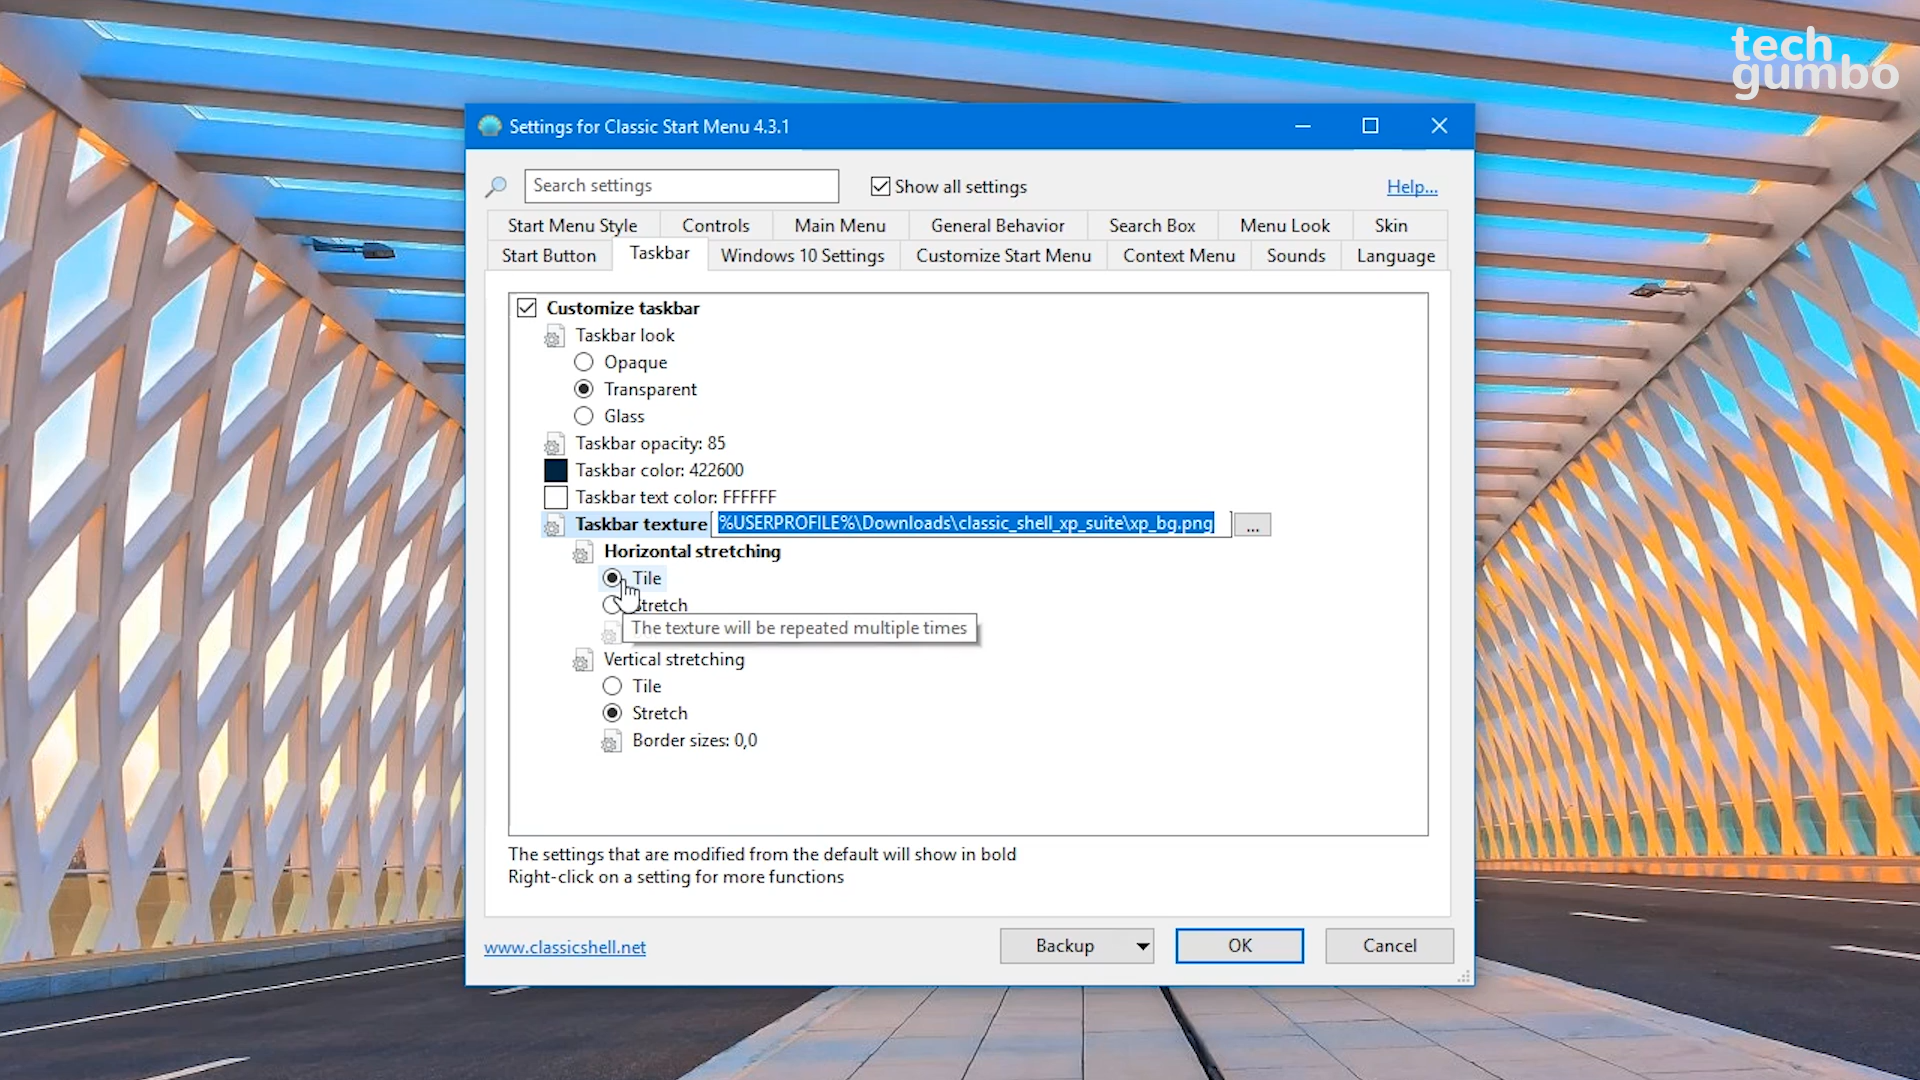 tech
gumbo
Settings for Classic Start Menu 4.3.1
Search settings
Show all settings
Help...
Start Menu Style
Controls
Main Menu
General Behavior
Search Box
Menu Look
Skin
Start Button
Taskbar
Windows 10 Settings
Customize Start Menu
Context Menu
Sounds
Language
Customize taskbar
Taskbar look
Opaque
Transparent
Glass
Taskbar opacity: 85
Taskbar color: 422600
Taskbar text color: FFFFFF
Taskbar texture %USERPROFILE%\Downloads\classic_shell_xp_suite\xp_bg.png ...
Horizontal stretching
Tile
Stretch
The texture will be repeated multiple times
Vertical stretching
Tile
Stretch
Border sizes: 0,0
The settings that are modified from the default will show in bold
Right-click on a setting for more functions
www.classicshell.net
Backup
OK
Cancel